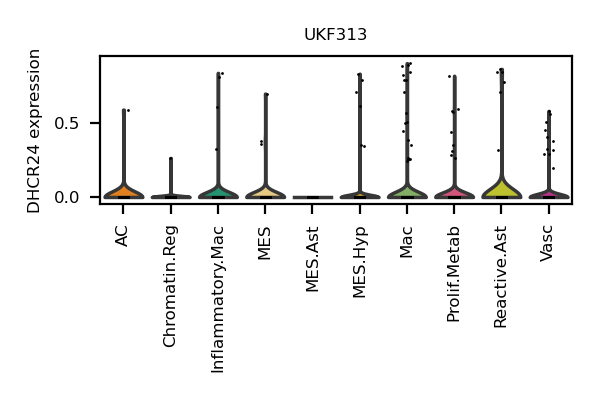 UKF313
DHCR24 expression
0.5
0.0
AC
Chromatin.Reg
Inflammatory.Mac
MES
MES.Ast
MES.Hyp
Mac
Prolif.Metab
Reactive.Ast
Vasc